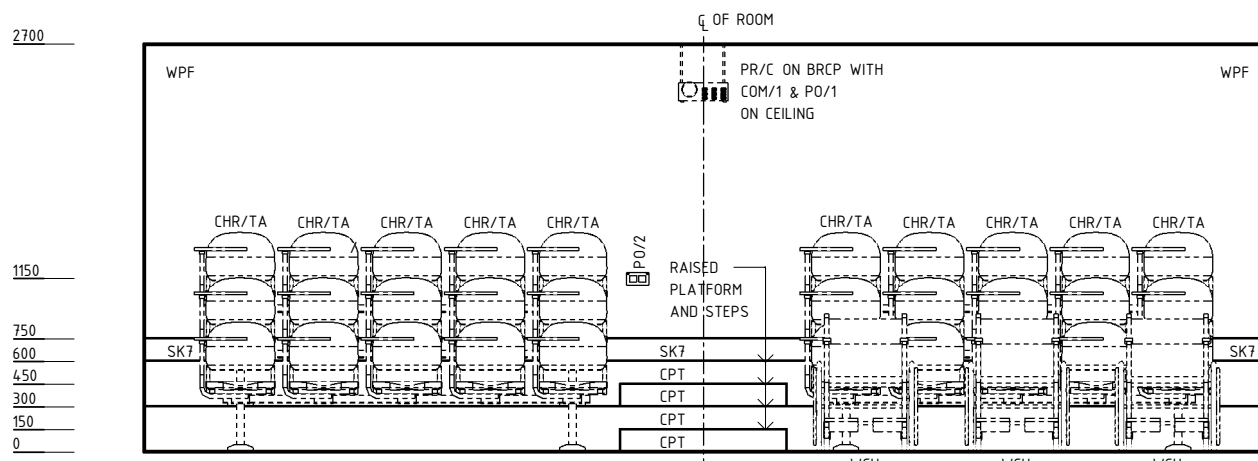 ℄ OF ROOM
2700
WPF
PR/C ON BRCP WITH
COM/1 & PO/1
ON CEILING
WPF
CHR/TA CHR/TA CHR/TA CHR/TA CHR/TA
CHR/TA CHR/TA CHR/TA CHR/TA CHR/TA
PO/2
1150
RAISED
PLATFORM
AND STEPS
750
SK7 SK7 SK7
600
CPT
450
CPT
300
CPT
150
CPT
0